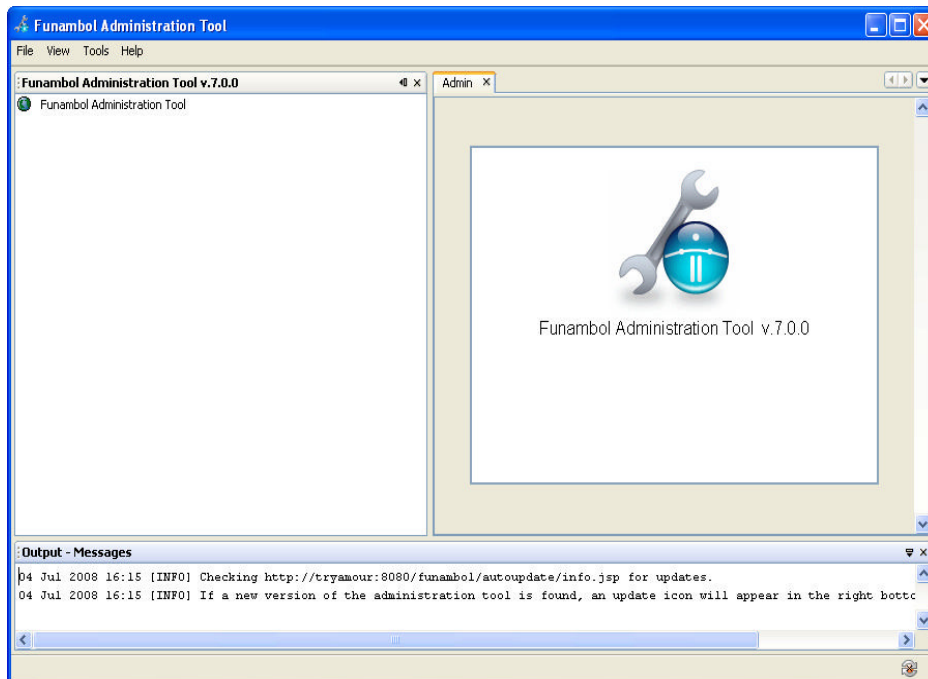 Funambol Administration Tool
File View Tools Help
Funambol Administration Tool v.7.0.0
Funambol Administration Tool
Admin
Funambol Administration Tool v.7.0.0
Output - Messages
04 Jul 2008 16:15 [INFO] Checking http://tryamour:8080/funambol/autoupdate/info.jsp for updates.
04 Jul 2008 16:15 [INFO] If a new version of the administration tool is found, an update icon will appear in the right botto